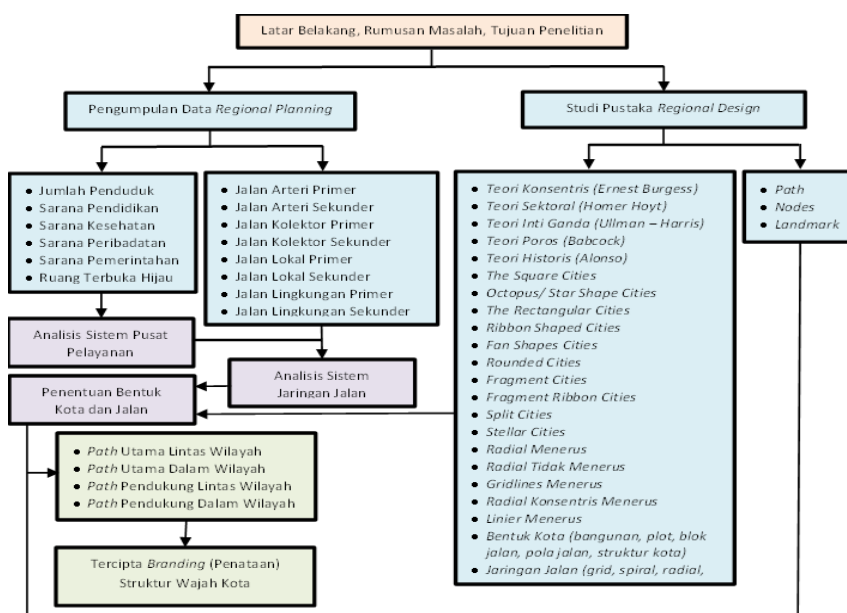 Latar Belakang, Rumusan Masalah, Tujuan Penelitian
Pengumpulan Data Regional Planning
Studi Pustaka Regional Design
• Jumlah Penduduk
• Sarana Pendidikan
• Sarana Kesehatan
• Sarana Peribadatan
• Sarana Pemerintahan
• Ruang Terbuka Hijau
• Jalan Arteri Primer
• Jalan Arteri Sekunder
• Jalan Kolektor Primer
• Jalan Kolektor Sekunder
• Jalan Lokal Primer
• Jalan Lokal Sekunder
• Jalan Lingkungan Primer
• Jalan Lingkungan Sekunder
• Teori Konsentris (Ernest Burgess)
• Teori Sektoral (Homer Hoyt)
• Teori Inti Ganda (Ullman – Harris)
• Teori Poros (Babcock)
• Teori Historis (Alonso)
• The Square Cities
• Octopus/ Star Shape Cities
• The Rectangular Cities
• Ribbon Shaped Cities
• Fan Shapes Cities
• Rounded Cities
• Fragment Cities
• Fragment Ribbon Cities
• Split Cities
• Stellar Cities
• Radial Menerus
• Radial Tidak Menerus
• Gridlines Menerus
• Radial Konsentris Menerus
• Linier Menerus
• Bentuk Kota (bangunan, plot, blok
jalan, pola jalan, struktur kota)
• Jaringan Jalan (grid, spiral, radial,
• Path
• Nodes
• Landmark
Analisis Sistem Pusat
Pelayanan
Analisis Sistem
Jaringan Jalan
Penentuan Bentuk
Kota dan Jalan
• Path Utama Lintas Wilayah
• Path Utama Dalam Wilayah
• Path Pendukung Lintas Wilayah
• Path Pendukung Dalam Wilayah
Tercipta Branding (Penataan)
Struktur Wajah Kota